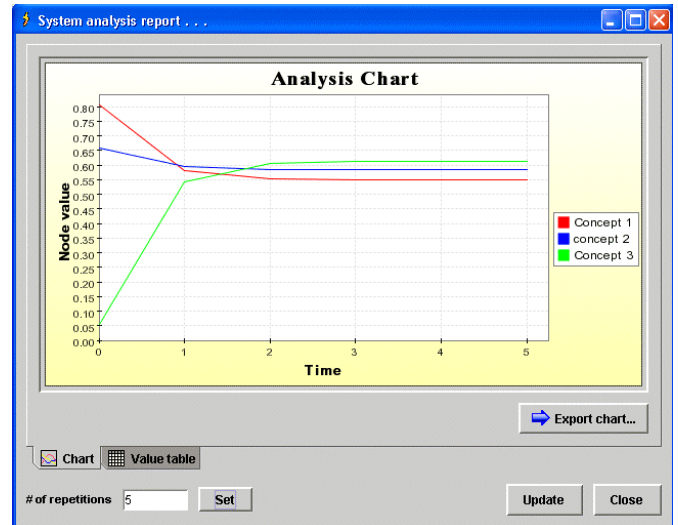 System analysis report . . .
Analysis Chart
0.80
0.75
0.70
0.65
0.60
0.55
0.50
0.45
0.40
0.35
0.30
0.25
0.20
0.15
0.10
0.05
0.00
Node value
0 1 2 3 4 5
Time
Concept 1
concept 2
Concept 3
Export chart...
Chart Value table
# of repetitions 5 Set Update Close